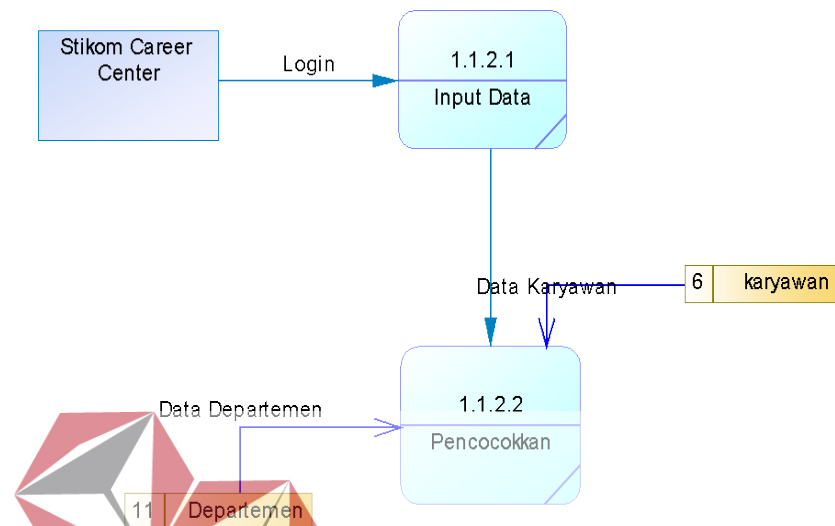 Stikom Career
Center
Login
1.1.2.1
Input Data
Data Karyawan
6
karyawan
1.1.2.2
Pencocokkan
Data Departemen
11
Departemen